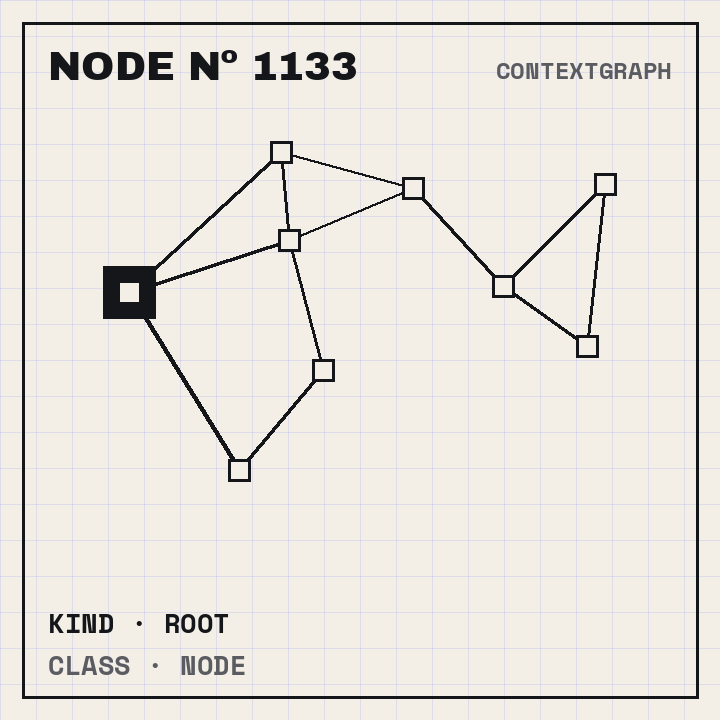 NODE Nº 1133
CONTEXTGRAPH
KIND · ROOT
CLASS · NODE